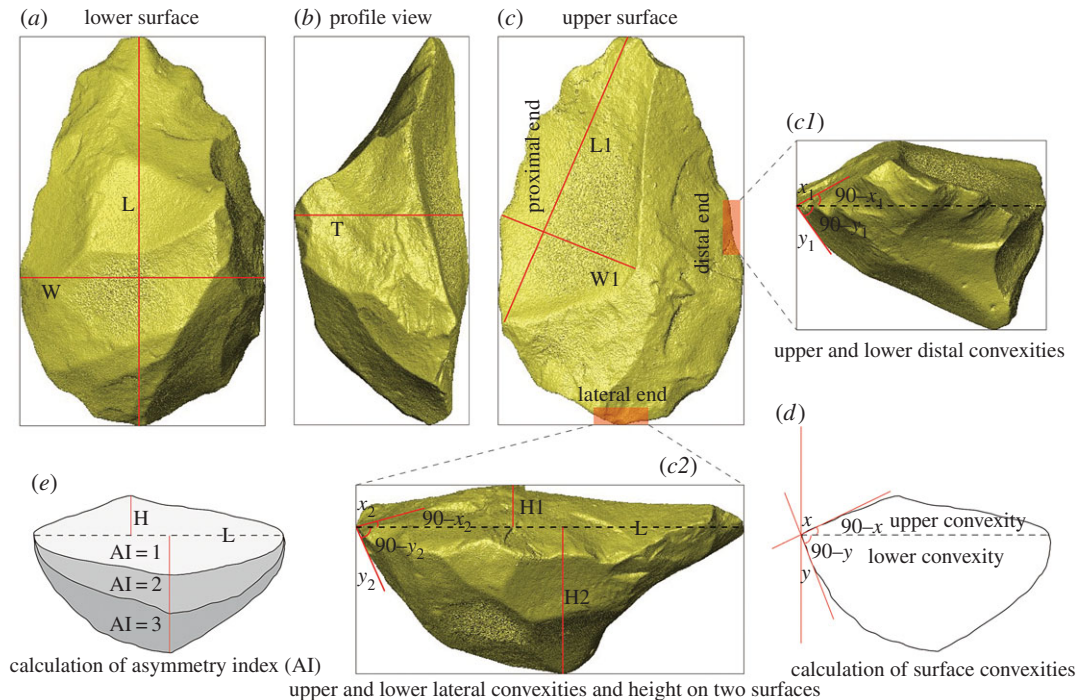 (a) lower surface
L
W
(b) profile view
T
(c) upper surface
proximal end
L1
W1
distal end
lateral end
(c1)
x1
90–x1
90–y1
y1
upper and lower distal convexities
(c2)
x2
90–x2
90–y2
y2
H1
L
H2
upper and lower lateral convexities and height on two surfaces
(d)
x
90–x upper convexity
90–y lower convexity
y
calculation of surface convexities
(e)
H
L
AI = 1
AI = 2
AI = 3
calculation of asymmetry index (AI)